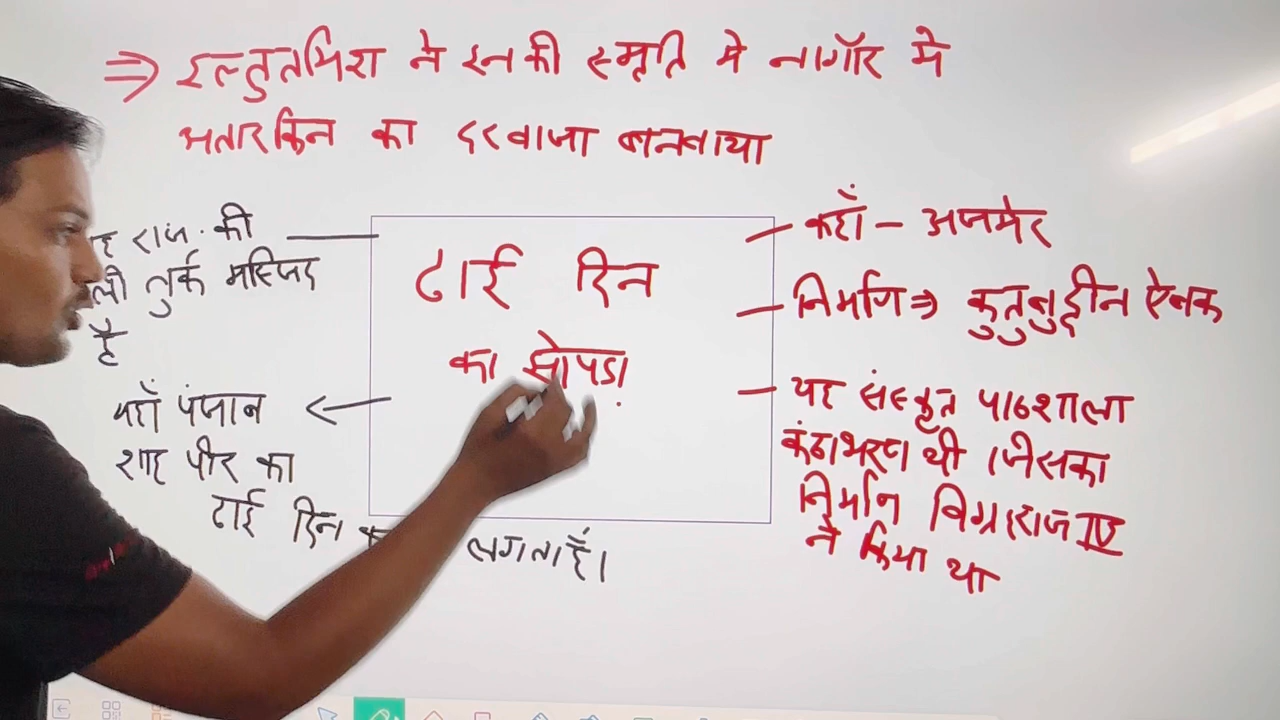 ⇒ इल्तुतमिश ने इनकी स्मृति मे नागॉर मे
अतारकिन का दरवाजा बनवाया
राज. की
तुर्क मस्जिद
है
यहाँ पंजाब
शाह पीर का
ढाई दिन
लगता है।
ढाई दिन
का झोपडा़
कहाँ - अजमेर
निर्माण ⇒ कुतुबुद्दीन ऐबक
यह संस्कृत पाठशाला
कंठाभरण थी जिसका
निर्मान विग्रहराज IV
ने किया था